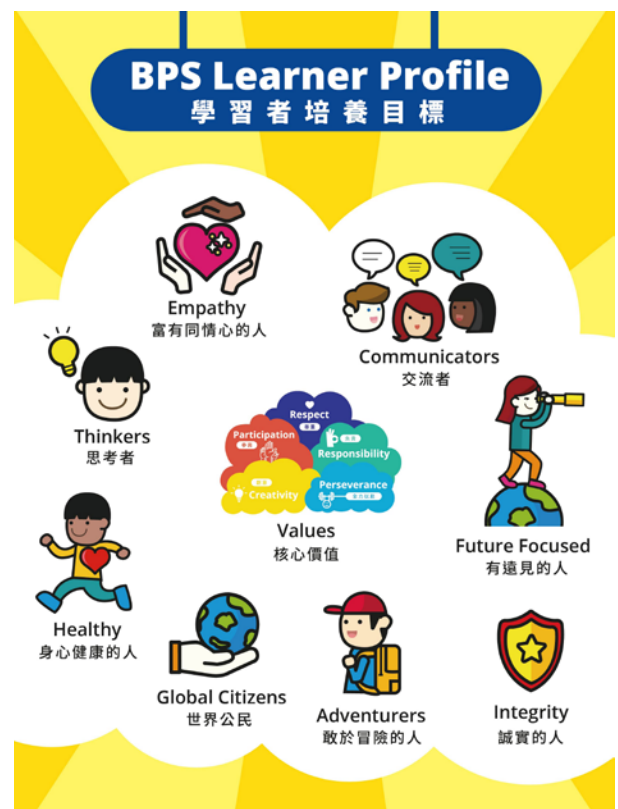 BPS Learner Profile
學習者培養目標
Empathy
富有同情心的人
Communicators
交流者
Thinkers
思考者
Respect
尊重
Participation
Responsibility
Creativity
Perseverance
Values
核心價值
Future Focused
有遠見的人
Healthy
身心健康的人
Global Citizens
世界公民
Adventurers
敢於冒險的人
Integrity
誠實的人